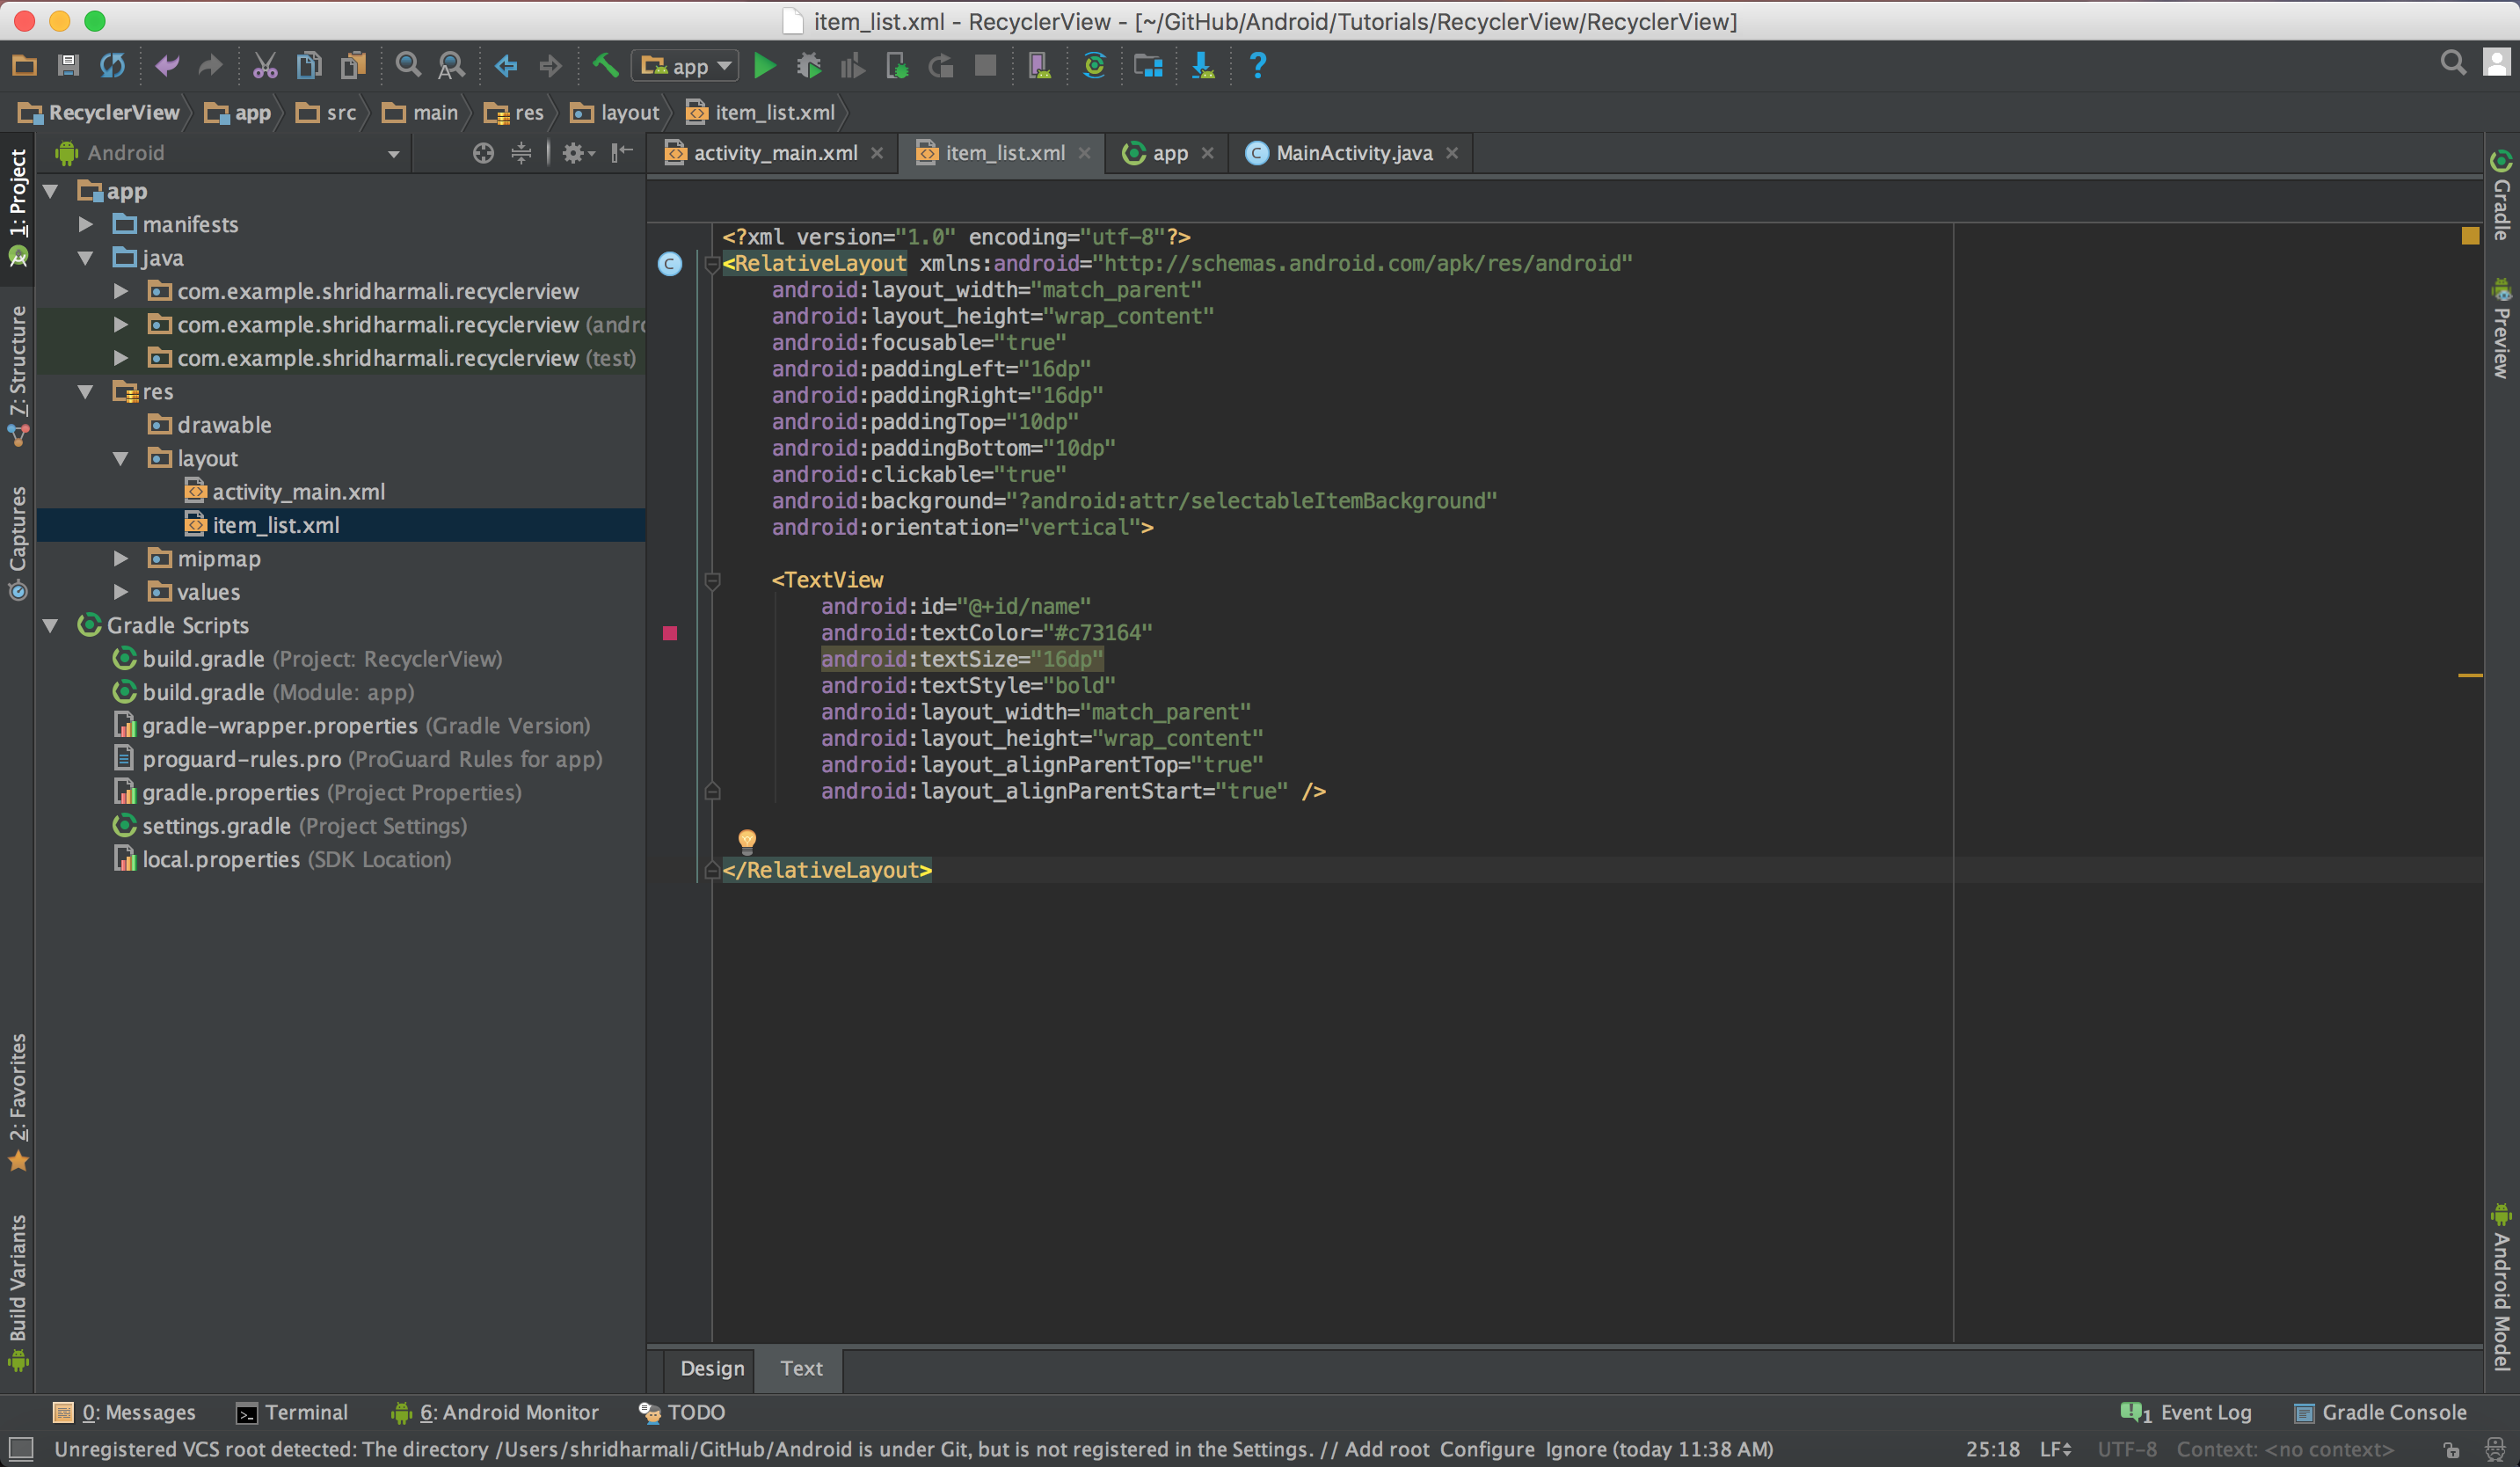 item_list.xml - RecyclerView - [~/GitHub/Android/Tutorials/RecyclerView/RecyclerView]
app
RecyclerView app src main res layout item_list.xml
Android
activity_main.xml item_list.xml app MainActivity.java
1: Project
Z: Structure
Captures
2: Favorites
Build Variants
app
manifests
java
com.example.shridharmali.recyclerview
com.example.shridharmali.recyclerview (andro
com.example.shridharmali.recyclerview (test)
res
drawable
layout
activity_main.xml
item_list.xml
mipmap
values
Gradle Scripts
build.gradle (Project: RecyclerView)
build.gradle (Module: app)
gradle-wrapper.properties (Gradle Version)
proguard-rules.pro (ProGuard Rules for app)
gradle.properties (Project Properties)
settings.gradle (Project Settings)
local.properties (SDK Location)
<?xml version="1.0" encoding="utf-8"?>
<RelativeLayout xmlns:android="http://schemas.android.com/apk/res/android"
android:layout_width="match_parent"
android:layout_height="wrap_content"
android:focusable="true"
android:paddingLeft="16dp"
android:paddingRight="16dp"
android:paddingTop="10dp"
android:paddingBottom="10dp"
android:clickable="true"
android:background="?android:attr/selectableItemBackground"
android:orientation="vertical">
<TextView
android:id="@+id/name"
android:textColor="#c73164"
android:textSize="16dp"
android:textStyle="bold"
android:layout_width="match_parent"
android:layout_height="wrap_content"
android:layout_alignParentTop="true"
android:layout_alignParentStart="true" />
</RelativeLayout>
Gradle
Preview
Android Model
Design Text
0: Messages Terminal 6: Android Monitor TODO 1 Event Log Gradle Console
Unregistered VCS root detected: The directory /Users/shridharmali/GitHub/Android is under Git, but is not registered in the Settings. // Add root Configure Ignore (today 11:38 AM) 25:18 LF UTF-8 Context: <no context>